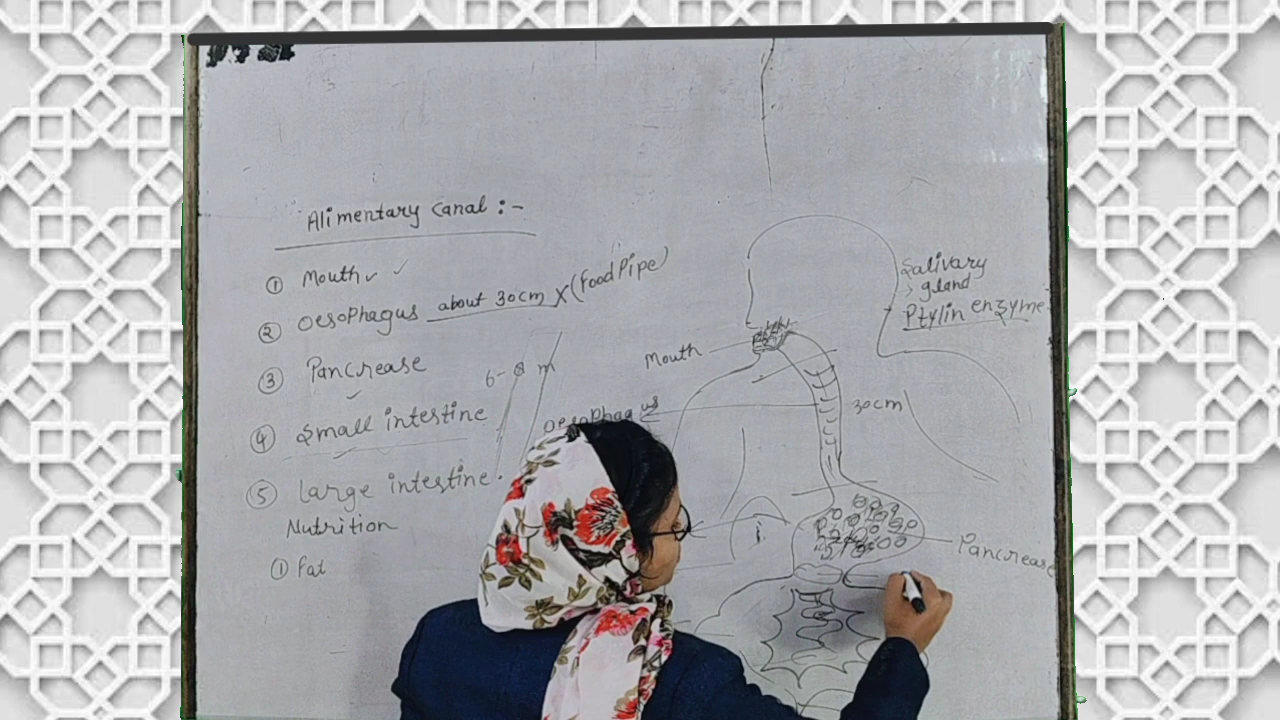 Alimentary Canal :-
① Mouth
② Oesophagus about 30cm (Food Pipe)
③ Pancrease
6-8 m
④ Small intestine
⑤ large intestine
Nutrition
① Fat
Salivary
gland
Ptylin enzyme
Mouth
Oesophagus
30cm
Pancrease